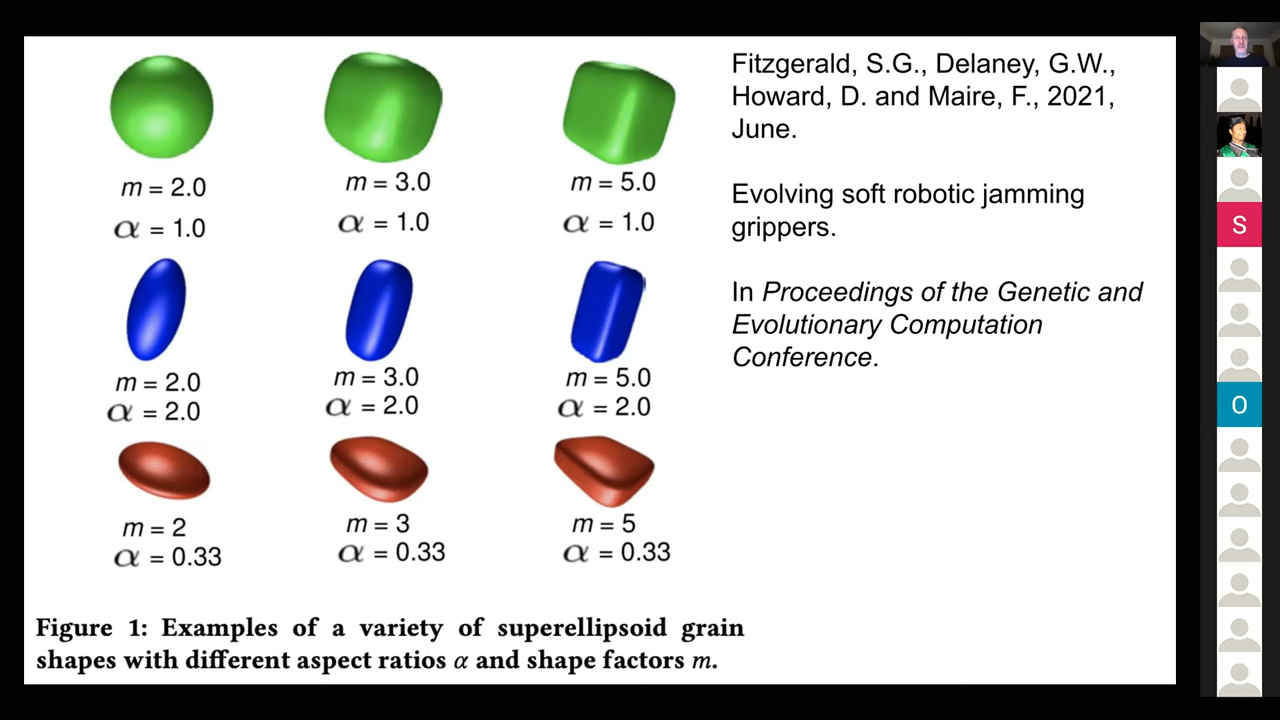 m = 2.0
α = 1.0
m = 3.0
α = 1.0
m = 5.0
α = 1.0
m = 2.0
α = 2.0
m = 3.0
α = 2.0
m = 5.0
α = 2.0
m = 2
α = 0.33
m = 3
α = 0.33
m = 5
α = 0.33
Figure 1: Examples of a variety of superellipsoid grain
shapes with different aspect ratios α and shape factors m.
Fitzgerald, S.G., Delaney, G.W.,
Howard, D. and Maire, F., 2021,
June.
Evolving soft robotic jamming
grippers.
In Proceedings of the Genetic and
Evolutionary Computation
Conference.
S
O